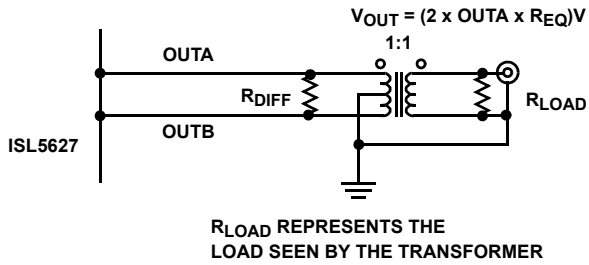 VOUT = (2 x OUTA x REQ)V
1:1
OUTA
RDIFF
RLOAD
OUTB
ISL5627
RLOAD REPRESENTS THE
LOAD SEEN BY THE TRANSFORMER